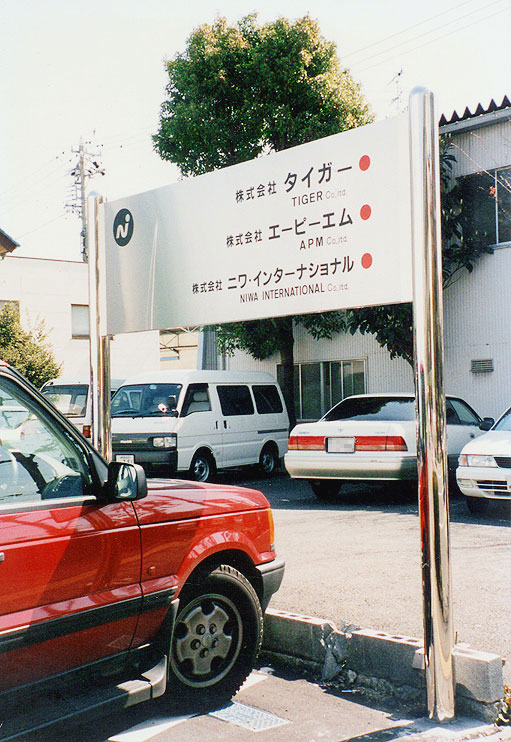 Ni
株式会社 タイガー
TIGER Co.,ltd.
株式会社 エーピーエム
APM Co.,ltd.
株式会社 ニワ・インターナショナル
NIWA INTERNATIONAL Co.,ltd.